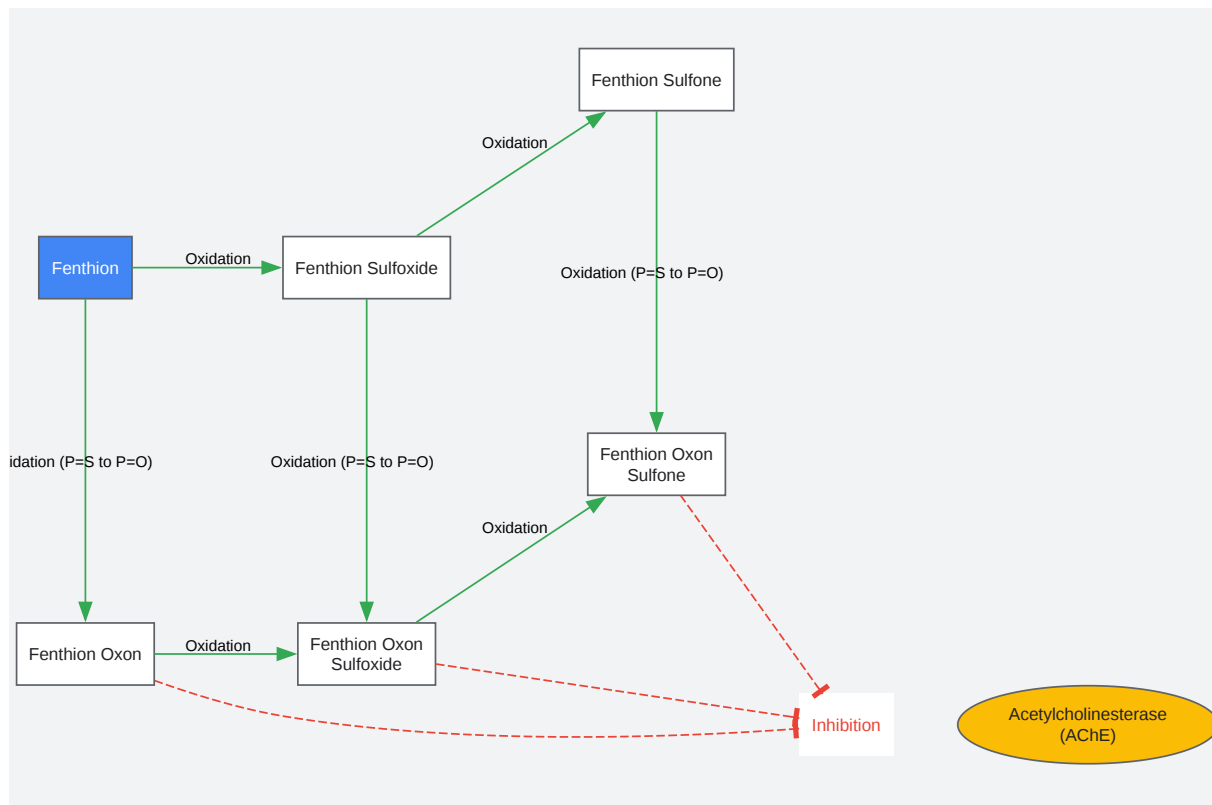 Fenthion Sulfone
Oxidation
Fenthion
Oxidation
Fenthion Sulfoxide
Oxidation (P=S to P=O)
idation (P=S to P=O)
Oxidation (P=S to P=O)
Fenthion Oxon
Sulfone
Oxidation
Fenthion Oxon
Oxidation
Fenthion Oxon
Sulfoxide
Inhibition
Acetylcholinesterase
(AChE)